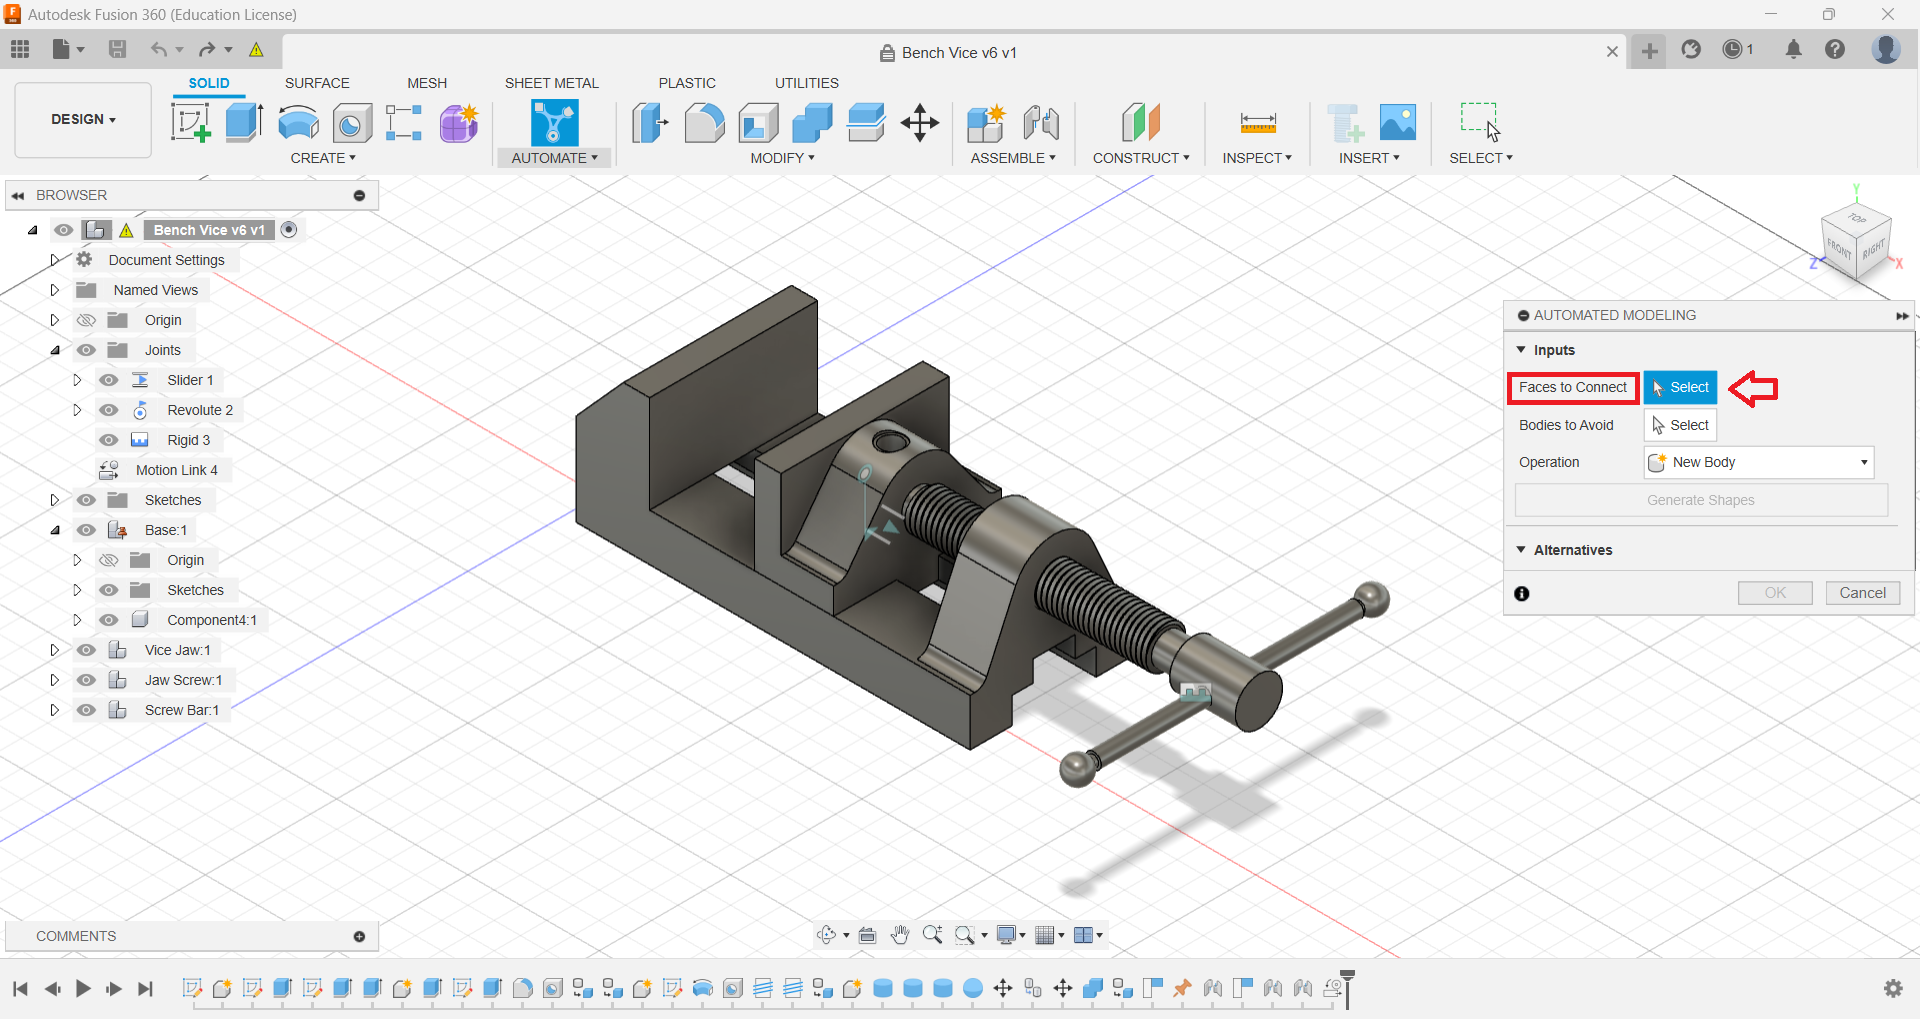 Autodesk Fusion 360 (Education License)
Bench Vice v6 v1
1
DESIGN
SOLID
SURFACE
MESH
SHEET METAL
PLASTIC
UTILITIES
CREATE
AUTOMATE
MODIFY
ASSEMBLE
CONSTRUCT
INSPECT
INSERT
SELECT
BROWSER
Bench Vice v6 v1
Document Settings
Named Views
Origin
Joints
Slider 1
Revolute 2
Rigid 3
Motion Link 4
Sketches
Base:1
Origin
Sketches
Component4:1
Vice Jaw:1
Jaw Screw:1
Screw Bar:1
Y
TOP
FRONT
RIGHT
Z
X
AUTOMATED MODELING
Inputs
Faces to Connect Select
Bodies to Avoid Select
Operation New Body
Generate Shapes
Alternatives
OK Cancel
COMMENTS